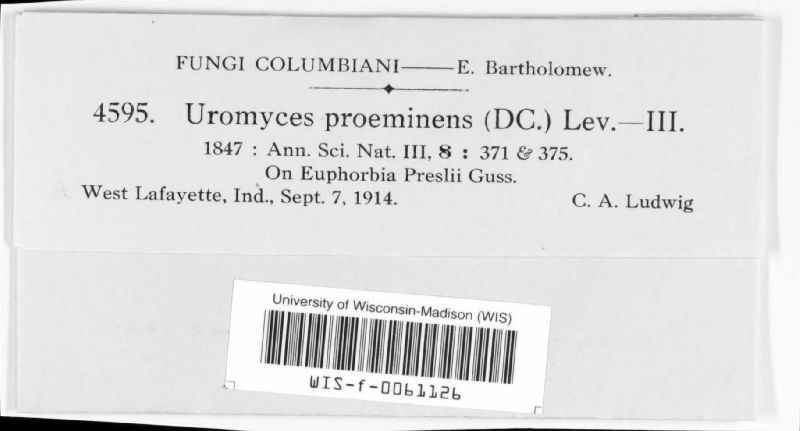 FUNGI COLUMBIANI——E. Bartholomew.
4595. Uromyces proeminens (DC.) Lev.—III.
1847 : Ann. Sci. Nat. III, 8 : 371 & 375.
On Euphorbia Preslii Guss.
West Lafayette, Ind., Sept. 7, 1914. C. A. Ludwig
University of Wisconsin-Madison (WIS)
WIS-f-0061126